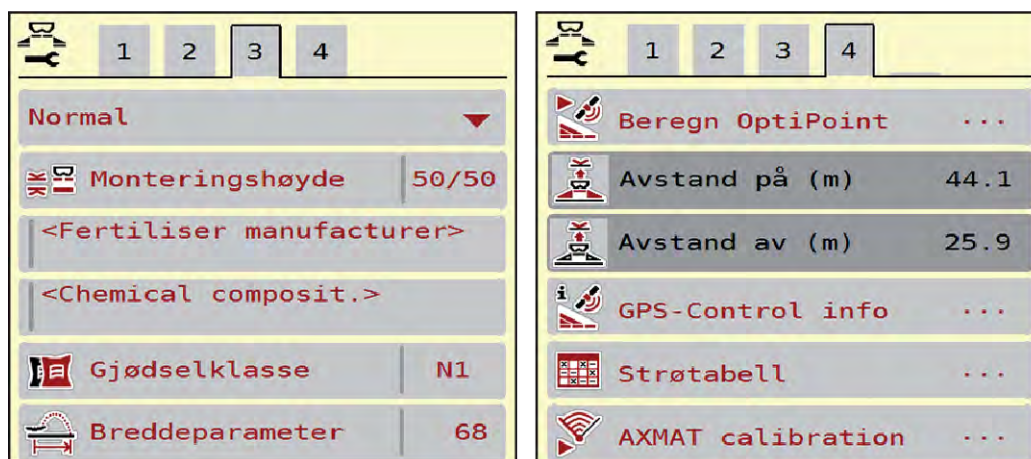 1 2 3 4
Normal
Monteringshøyde 50/50
<Fertiliser manufacturer>
<Chemical composit.>
Gjødselklasse N1
Breddeparameter 68
1 2 3 4
Beregn OptiPoint ...
Avstand på (m) 44.1
Avstand av (m) 25.9
GPS-Control info ...
Strøtabell ...
AXMAT calibration ...